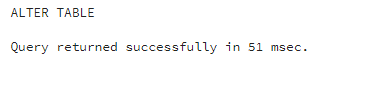 ALTER TABLE
Query returned successfully in 51 msec.